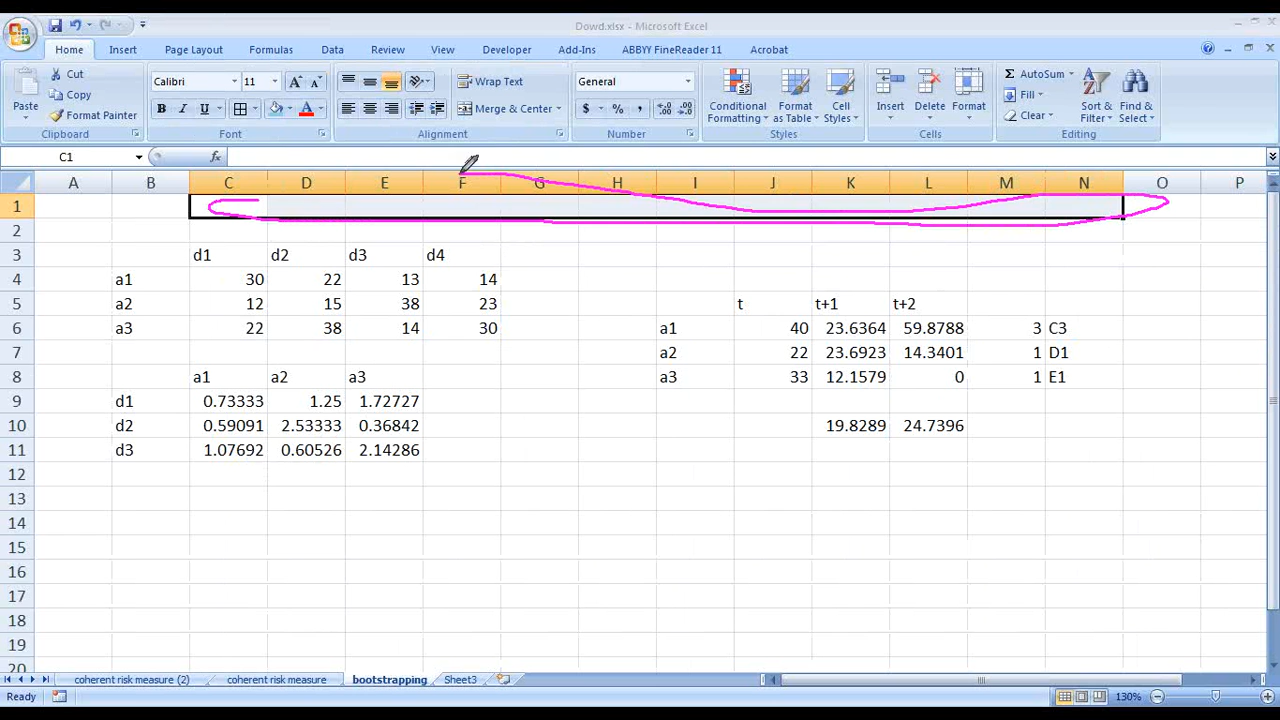 Dowd.xlsx - Microsoft Excel
Home Insert Page Layout Formulas Data Review View Developer Add-Ins ABBYY FineReader 11 Acrobat
Paste Cut Copy Format Painter Clipboard
Calibri 11 B I U A Font
Wrap Text Merge & Center Alignment
General $ % , Number
Conditional Formatting Format as Table Cell Styles Styles
Insert Delete Format Cells
Σ AutoSum Fill Clear Sort & Filter Find & Select Editing
C1 fx
A B C D E F G H I J K L M N O P
1
2
3 d1 d2 d3 d4
4 a1 30 22 13 14
5 a2 12 15 38 23 t t+1 t+2
6 a3 22 38 14 30 a1 40 23.6364 59.8788 3 C3
7 a2 22 23.6923 14.3401 1 D1
8 a1 a2 a3 a3 33 12.1579 0 1 E1
9 d1 0.73333 1.25 1.72727
10 d2 0.59091 2.53333 0.36842 19.8289 24.7396
11 d3 1.07692 0.60526 2.14286
12
13
14
15
16
17
18
19
20
coherent risk measure (2) coherent risk measure bootstrapping Sheet3
Ready 130%